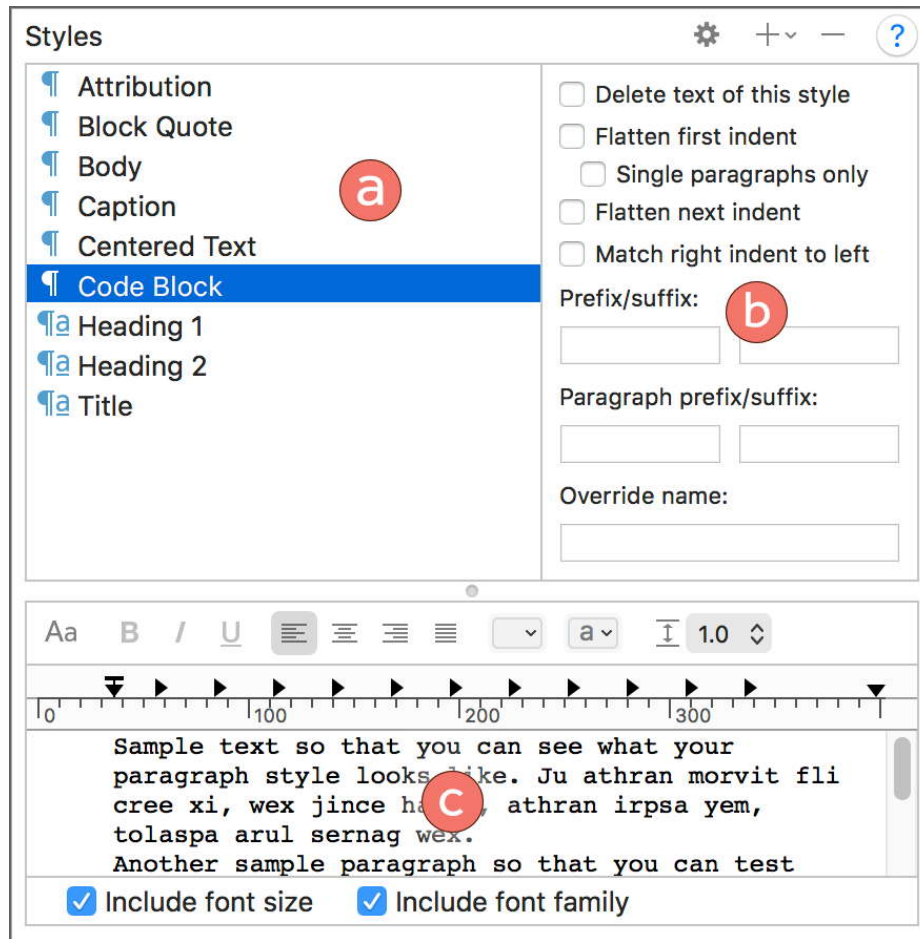 Styles
?
¶ Attribution
¶ Block Quote
¶ Body
¶ Caption
¶ Centered Text
¶ Code Block
¶a Heading 1
¶a Heading 2
¶a Title
a
Delete text of this style
Flatten first indent
Single paragraphs only
Flatten next indent
Match right indent to left
Prefix/suffix:
b
Paragraph prefix/suffix:
Override name:
Aa B I U a 1.0
0 100 200 300
Sample text so that you can see what your
paragraph style looks like. Ju athran morvit fli
cree xi, wex jince athran irpsa yem,
tolaspa arul sernag wex.
Another sample paragraph so that you can test
c
Include font size Include font family